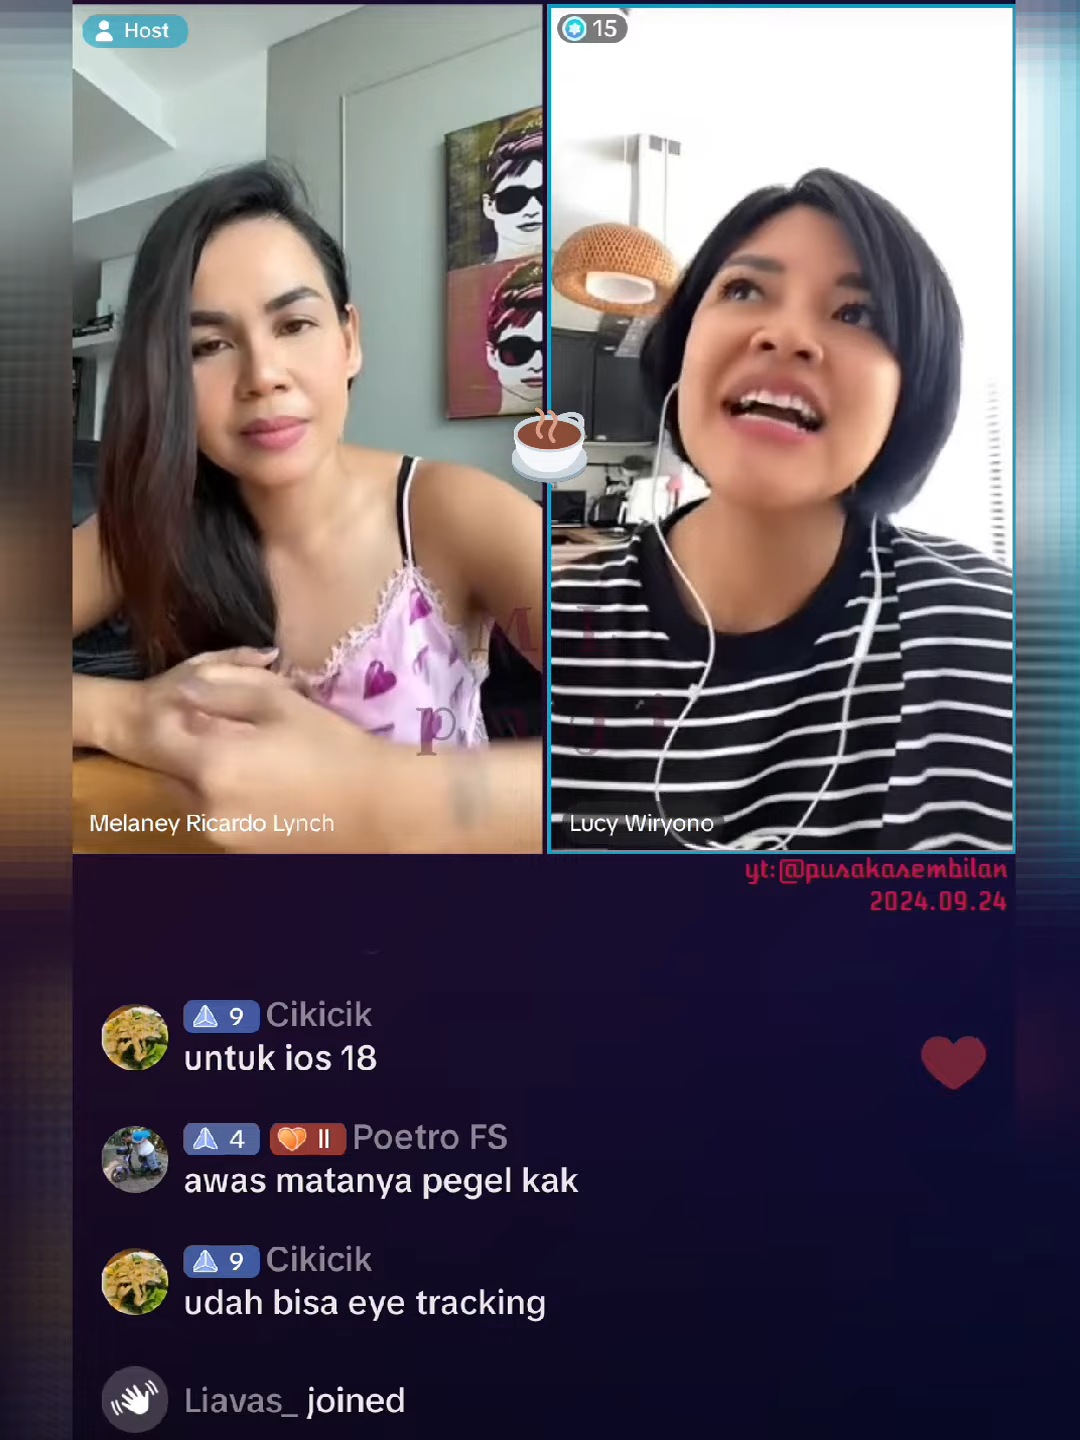 Host
15
M L
p a g i
Melaney Ricardo Lynch
Lucy Wiryono
yt:@pusakasembilan
2024.09.24
9 Cikicik
untuk ios 18
4 II Poetro FS
awas matanya pegel kak
9 Cikicik
udah bisa eye tracking
Liavas_ joined